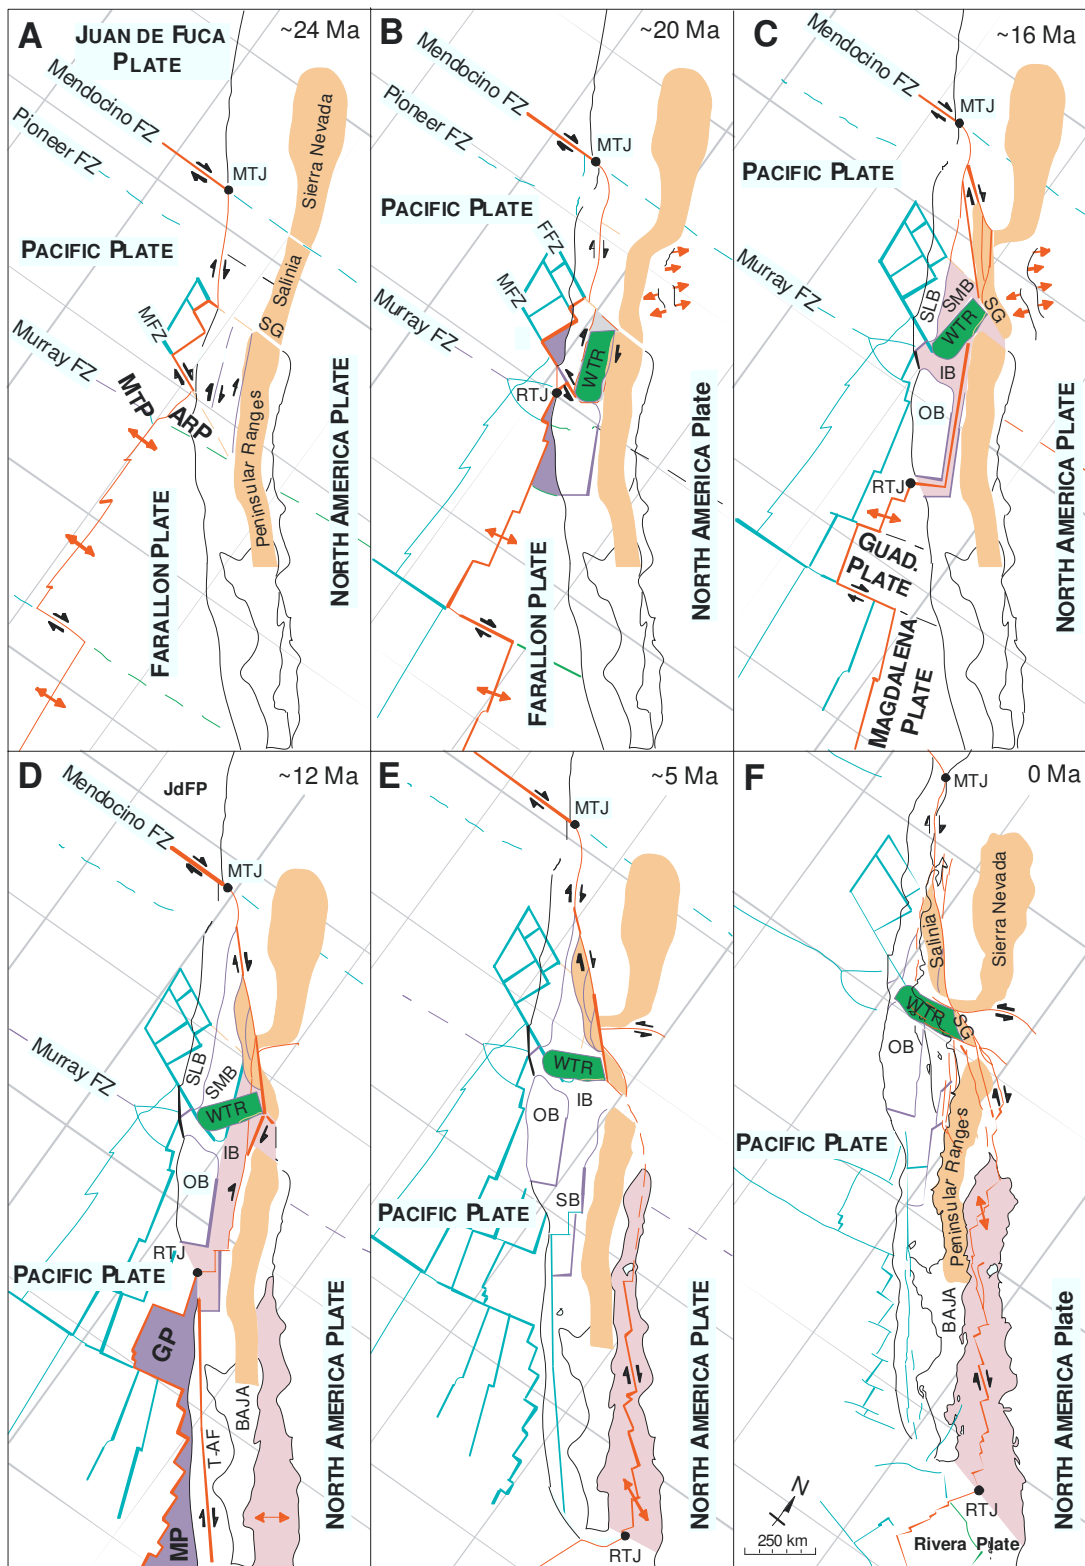 A
JUAN DE FUCA
PLATE
~24 Ma
Mendocino FZ
Pioneer FZ
MTJ
Sierra Nevada
PACIFIC PLATE
Salinia
MFZ
SG
Murray FZ
MTP
ARP
Peninsular Ranges
FARALLON PLATE
NORTH AMERICA PLATE
B
~20 Ma
Mendocino FZ
Pioneer FZ
MTJ
PACIFIC PLATE
FFZ
MFZ
Murray FZ
WTR
RTJ
FARALLON PLATE
NORTH AMERICA Plate
C
~16 Ma
Mendocino FZ
MTJ
PACIFIC PLATE
Murray FZ
SLB
SMB
SG
WTR
IB
OB
RTJ
GUAD.
PLATE
MAGDALENA
PLATE
NORTH AMERICA PLATE
D
JdFP
~12 Ma
Mendocino FZ
MTJ
Murray FZ
SLB
SMB
WTR
IB
OB
RTJ
PACIFIC PLATE
GP
MP
T-AF
BAJA
NORTH AMERICA PLATE
E
~5 Ma
MTJ
WTR
IB
OB
SB
PACIFIC PLATE
RTJ
NORTH AMERICA PLATE
F
0 Ma
MTJ
Sierra Nevada
Salinia
WTR
SG
OB
PACIFIC PLATE
Peninsular Ranges
BAJA
N
250 km
RTJ
Rivera Plate
NORTH AMERICA Plate